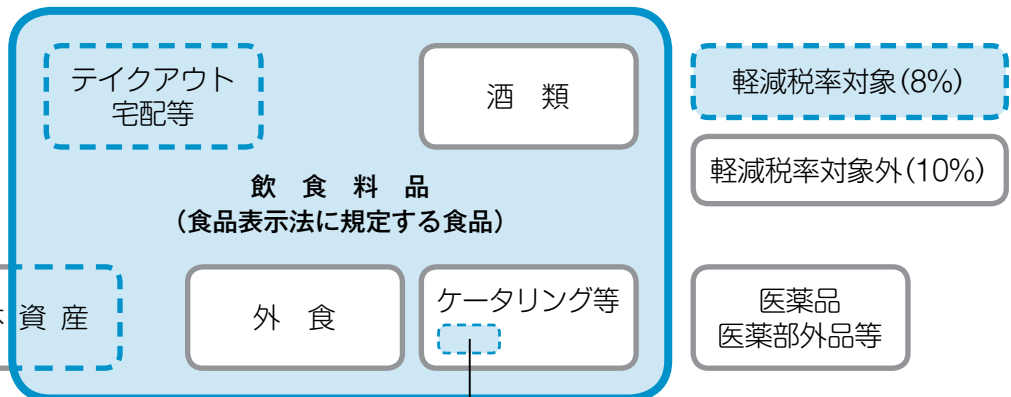 テイクアウト
宅配等
酒 類
軽減税率対象(8%)
軽減税率対象外(10%)
飲 食 料 品
(食品表示法に規定する食品)
資 産
外 食
ケータリング等
医薬品
医薬部外品等